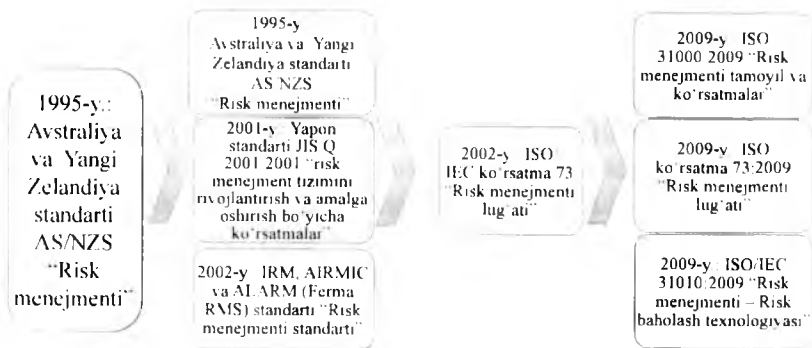 1995-y.:
Avstraliya
va Yangi
Zelandiya
standarti
AS/NZS
“Risk
menejmenti”
1995-y
Avstraliya va Yangi
Zelandiya standarti
AS NZS
“Risk menejmenti”
2001-y. Yapon
standarti JIS Q
2001 2001 “risk
menejment tizimini
rivojlantirish va amalga
oshirish bo‘yicha
ko‘rsatmalar”
2002-y IRM, AIRMIC
va ALARM (Ferma
RMS) standarti “Risk
menejmenti standarti”
2002-y ISO
IEC ko‘rsatma 73
“Risk menejmenti
lug‘ati”
2009-y ISO
31000 2009 “Risk
menejmenti tamoyil va
ko‘rsatmalar”
2009-y. ISO
ko‘rsatma 73:2009
“Risk menejmenti
lug‘ati”
2009-y.: ISO/IEC
31010:2009 “Risk
menejmenti – Risk
baholash texnologiyasi”